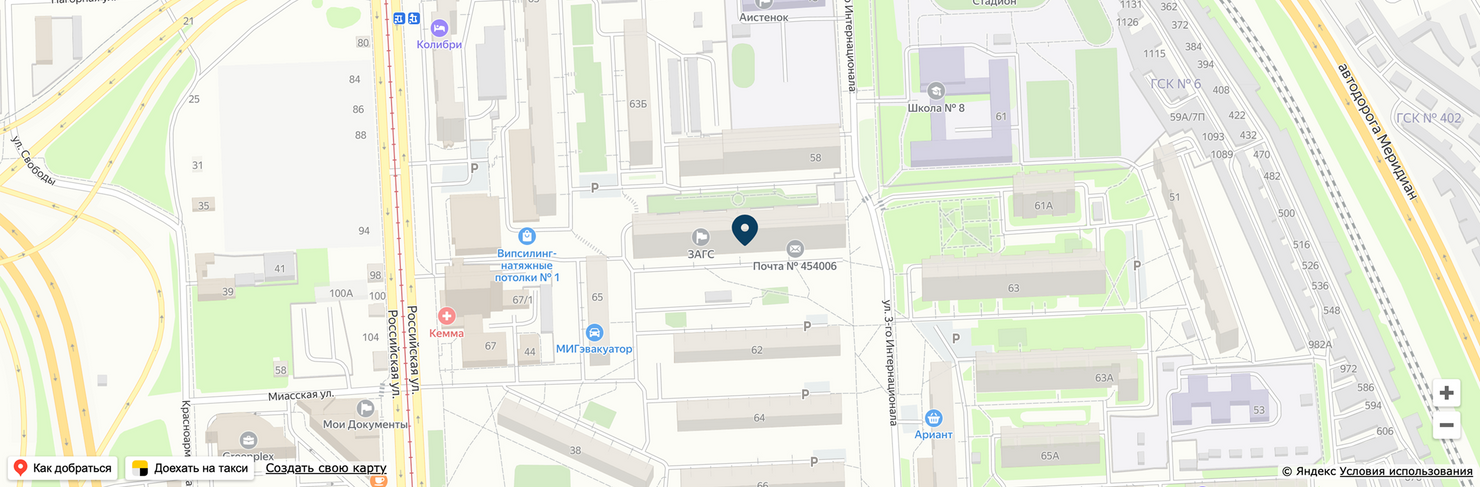 Нагорная ул.
21
80
Колибри
Аистенок
Стадион
1131
1126
362
372
384
394
1115
ГСК № 6
408
59А/7П
422
1093
432
1089
470
482
автодорога Меридиан
ГСК № 402
25
84
86
88
63Б
Школа № 8
61
ул. Свободы
31
P
P
58
35
94
51
61А
500
516
526
536
548
Випсилинг-
натяжные
потолки № 1
ЗАГС
Почта № 454006
P
41
98
39
100А
100
67/1
65
63
Российская ул.
Российская ул.
Кемма
104
67
44
МИГэвакуатор
62
P
ул. 3-го Интернационала
P
982А
972
586
594
606
58
Миасская ул.
Мои Документы
Greenplex
38
P
64
63А
53
Ариант
65А
P
66
Как добраться
Доехать на такси
Создать свою карту
© Яндекс Условия использования